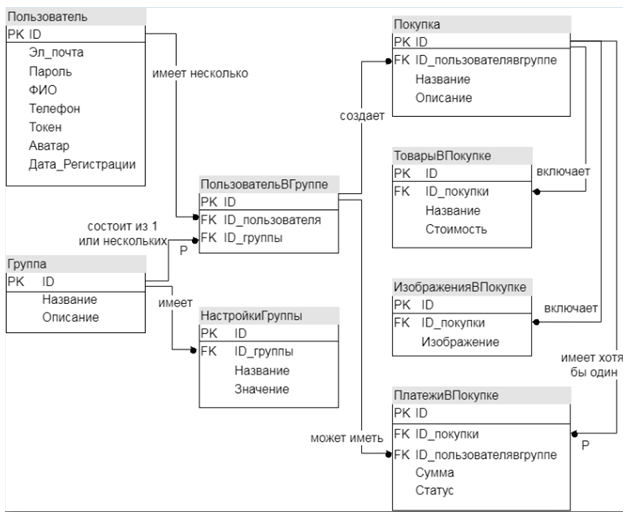 Пользователь
PK ID
Эл_почта
Пароль
ФИО
Телефон
Токен
Аватар
Дата_Регистрации
имеет несколько
состоит из 1
или нескольких
P
Группа
PK ID
Название
Описание
имеет
ПользовательВГруппе
PK ID
FK ID_пользователя
FK ID_группы
НастройкиГруппы
PK ID
FK ID_группы
Название
Значение
создает
может иметь
Покупка
PK ID
FK ID_пользователявгруппе
Название
Описание
ТоварыВПокупке
PK ID
FK ID_покупки
Название
Стоимость
включает
ИзображенияВПокупке
PK ID
FK ID_покупки
Изображение
включает
имеет хотя
бы один
P
ПлатежиВПокупке
PK ID
FK ID_покупки
FK ID_пользователявгруппе
Сумма
Статус